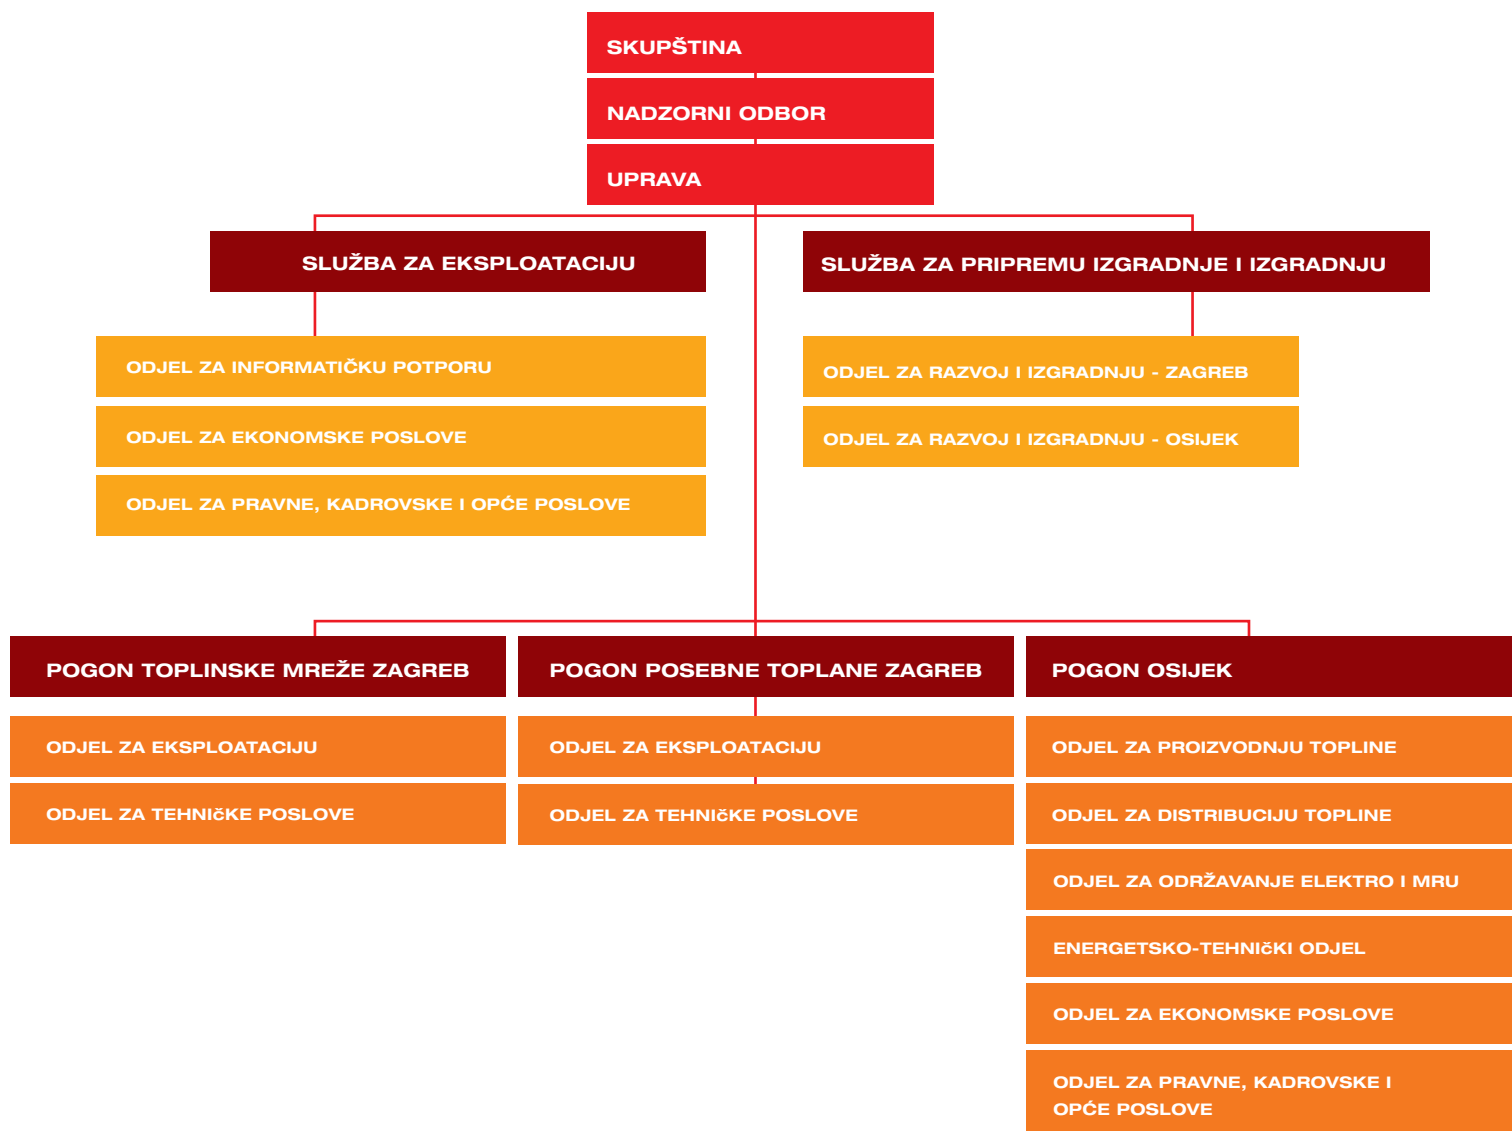 SKUPŠTINA
NADZORNI ODBOR
UPRAVA
SLUŽBA ZA EKSPLOATACIJU
SLUŽBA ZA PRIPREMU IZGRADNJE I IZGRADNJU
ODJEL ZA INFORMATIČKU POTPORU
ODJEL ZA EKONOMSKE POSLOVE
ODJEL ZA PRAVNE, KADROVSKE I OPĆE POSLOVE
ODJEL ZA RAZVOJ I IZGRADNJU - ZAGREB
ODJEL ZA RAZVOJ I IZGRADNJU - OSIJEK
POGON TOPLINSKE MREŽE ZAGREB
ODJEL ZA EKSPLOATACIJU
ODJEL ZA TEHNIčKE POSLOVE
POGON POSEBNE TOPLANE ZAGREB
ODJEL ZA EKSPLOATACIJU
ODJEL ZA TEHNIčKE POSLOVE
POGON OSIJEK
ODJEL ZA PROIZVODNJU TOPLINE
ODJEL ZA DISTRIBUCIJU TOPLINE
ODJEL ZA ODRŽAVANJE ELEKTRO I MRU
ENERGETSKO-TEHNIčKI ODJEL
ODJEL ZA EKONOMSKE POSLOVE
ODJEL ZA PRAVNE, KADROVSKE I
OPĆE POSLOVE